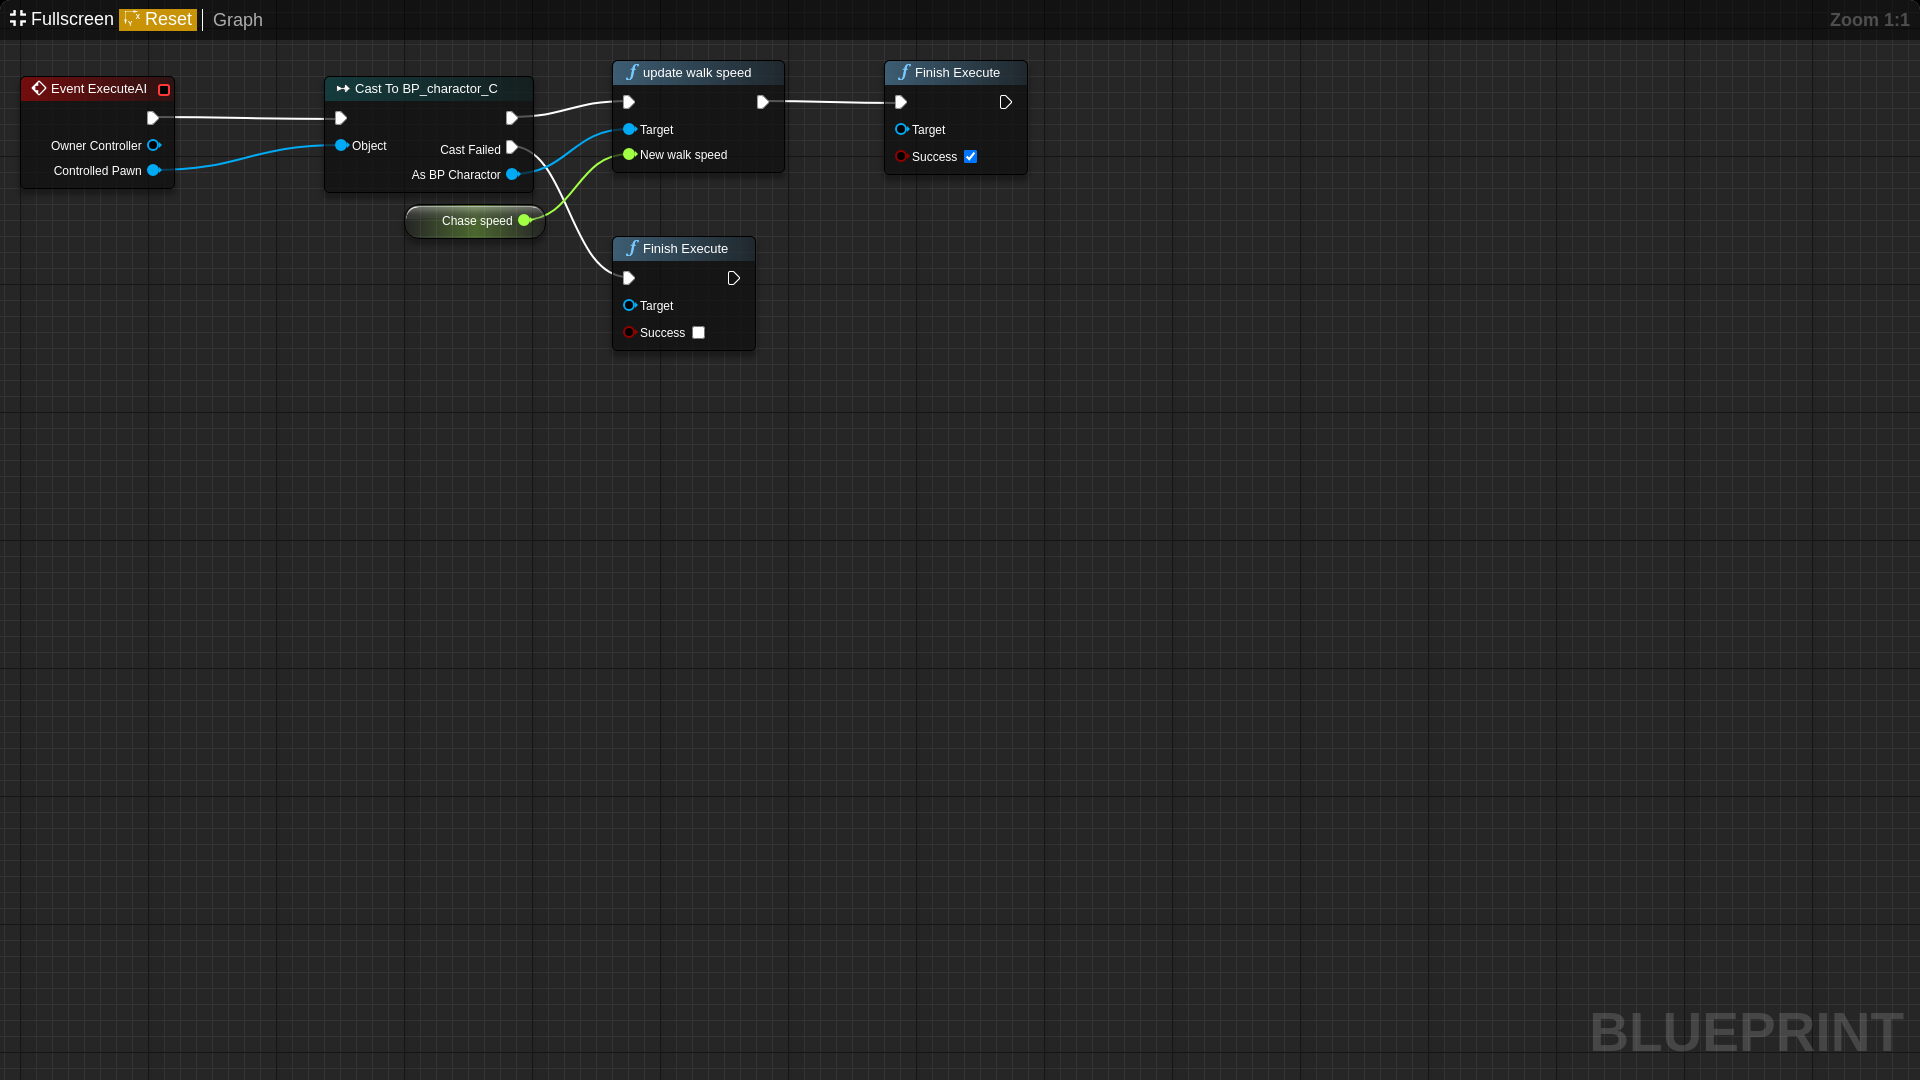 Fullscreen Reset Graph Zoom 1:1
Event ExecuteAI
Owner Controller
Controlled Pawn
Cast To BP_charactor_C
Object
Cast Failed
As BP Charactor
Chase speed
update walk speed
Target
New walk speed
Finish Execute
Target
Success
Finish Execute
Target
Success
BLUEPRINT